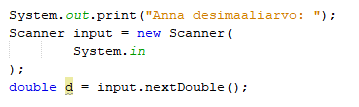 System.out.print("Anna desimaaliarvo: ");
Scanner input = new Scanner(
System.in
);
double d = input.nextDouble();